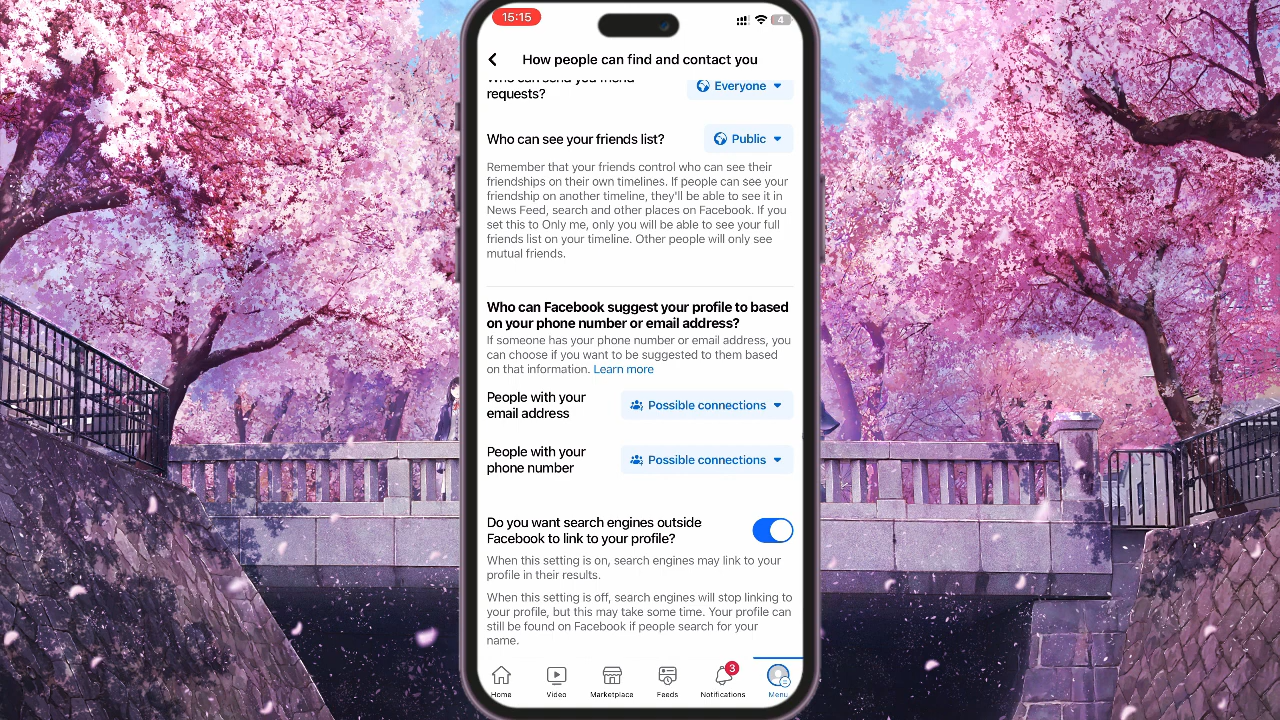 15:15
4
How people can find and contact you
Who can send you friend
requests?
Everyone
Who can see your friends list?
Public
Remember that your friends control who can see their
friendships on their own timelines. If people can see your
friendship on another timeline, they'll be able to see it in
News Feed, search and other places on Facebook. If you
set this to Only me, only you will be able to see your full
friends list on your timeline. Other people will only see
mutual friends.
Who can Facebook suggest your profile to based
on your phone number or email address?
If someone has your phone number or email address, you
can choose if you want to be suggested to them based
on that information. Learn more
People with your
email address
Possible connections
People with your
phone number
Possible connections
Do you want search engines outside
Facebook to link to your profile?
When this setting is on, search engines may link to your
profile in their results.
When this setting is off, search engines will stop linking to
your profile, but this may take some time. Your profile can
still be found on Facebook if people search for your
name.
3
Home
Video
Marketplace
Feeds
Notifications
Menu